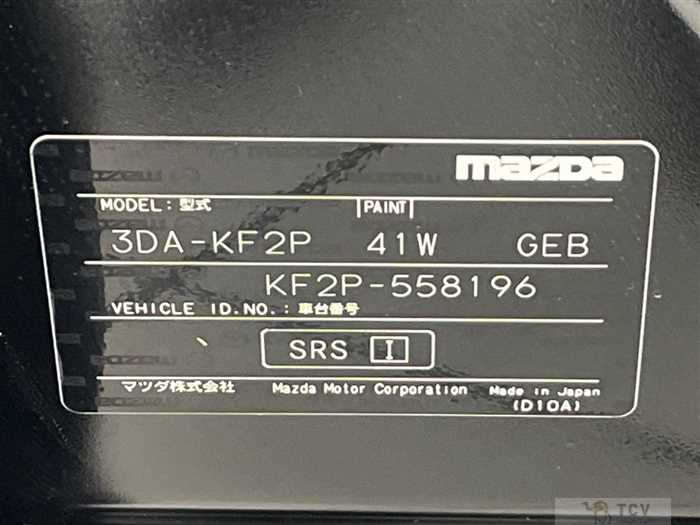 mazda
MODEL: 型式 PAINT
3DA-KF2P 41W GEB
KF2P-558196
VEHICLE ID.NO.: 車台番号
SRS I
マツダ株式会社 Mazda Motor Corporation Made in Japan
(D10A)
TCV